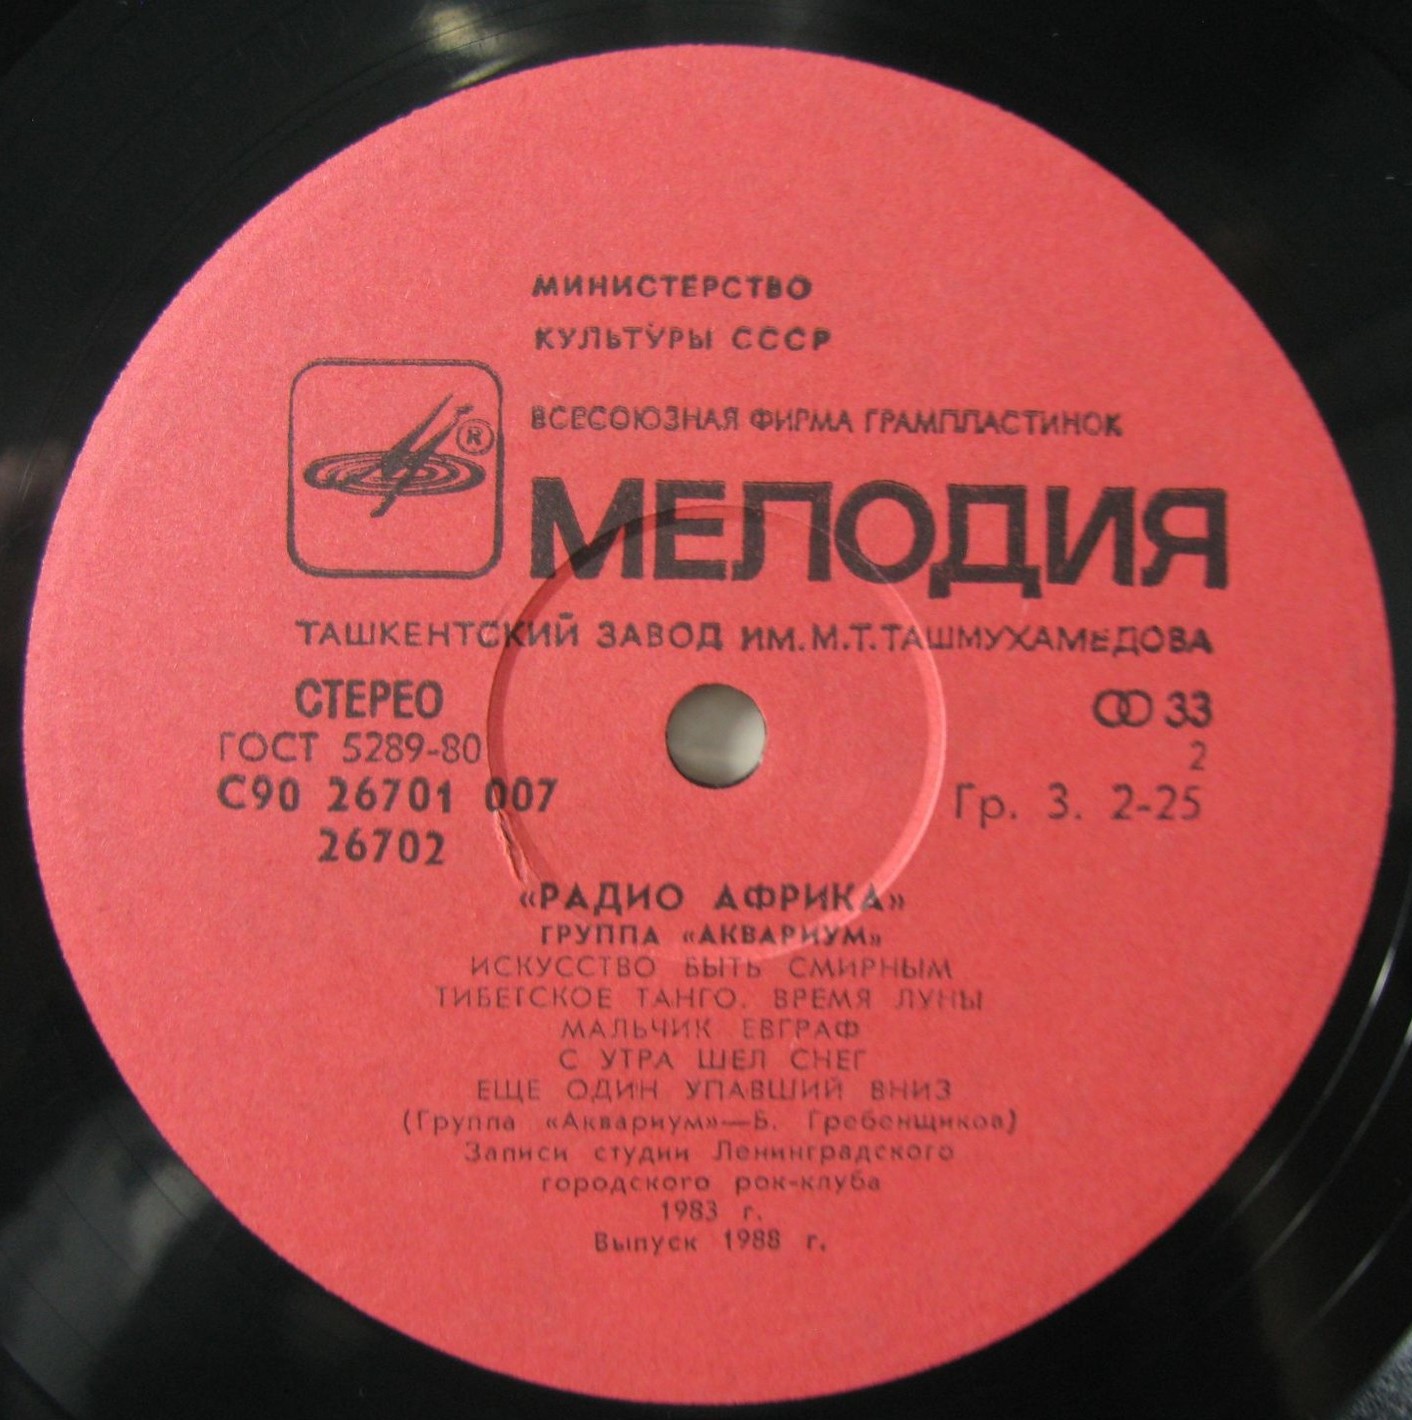 МИНИСТЕРСТВО
КУЛЬТУРЫ СССР
ВСЕСОЮЗНАЯ ФИРМА ГРАМПЛАСТИНОК
®
МЕЛОДИЯ
ТАШКЕНТСКИЙ ЗАВОД ИМ. М.Т. ТАШМУХАМЕДОВА
СТЕРЕО
33
ГОСТ 5289-80
2
С90 26701 007
Гр. 3. 2-25
26702
«РАДИО АФРИКА»
ГРУППА «АКВАРИУМ»
ИСКУССТВО БЫТЬ СМИРНЫМ
ТИБЕТСКОЕ ТАНГО. ВРЕМЯ ЛУНЫ
МАЛЬЧИК ЕВГРАФ
С УТРА ШЕЛ СНЕГ
ЕЩЕ ОДИН УПАВШИЙ ВНИЗ
(Группа «Аквариум»—Б. Гребенщиков)
Записи студии Ленинградского
городского рок-клуба
1983 г.
Выпуск 1988 г.